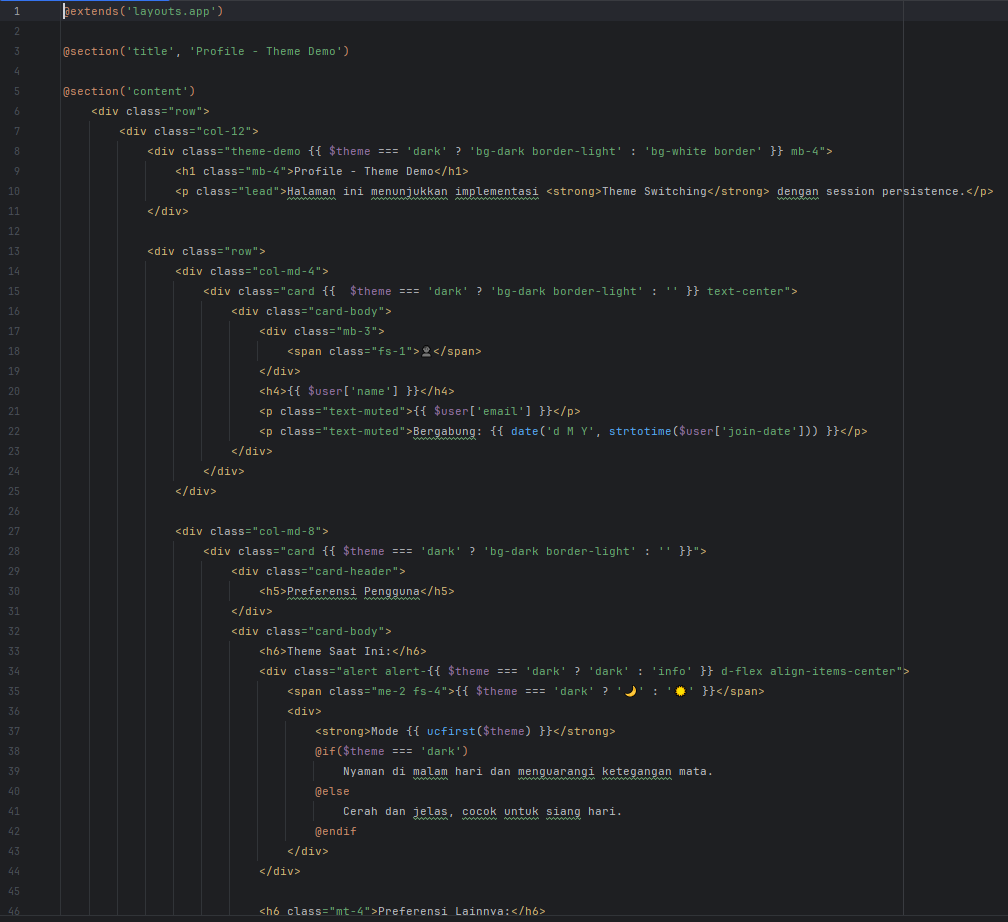 1 @extends('layouts.app')
2
3 @section('title', 'Profile - Theme Demo')
4
5 @section('content')
6 <div class="row">
7 <div class="col-12">
8 <div class="theme-demo {{ $theme === 'dark' ? 'bg-dark border-light' : 'bg-white border' }} mb-4">
9 <h1 class="mb-4">Profile - Theme Demo</h1>
10 <p class="lead">Halaman ini menunjukkan implementasi <strong>Theme Switching</strong> dengan session persistence.</p>
11 </div>
12
13 <div class="row">
14 <div class="col-md-4">
15 <div class="card {{  $theme === 'dark' ? 'bg-dark border-light' : '' }} text-center">
16 <div class="card-body">
17 <div class="mb-3">
18 <span class="fs-1">👤</span>
19 </div>
20 <h4>{{ $user['name'] }}</h4>
21 <p class="text-muted">{{ $user['email'] }}</p>
22 <p class="text-muted">Bergabung: {{ date('d M Y', strtotime($user['join-date'])) }}</p>
23 </div>
24 </div>
25 </div>
26
27 <div class="col-md-8">
28 <div class="card {{ $theme === 'dark' ? 'bg-dark border-light' : '' }}">
29 <div class="card-header">
30 <h5>Preferensi Pengguna</h5>
31 </div>
32 <div class="card-body">
33 <h6>Theme Saat Ini:</h6>
34 <div class="alert alert-{{ $theme === 'dark' ? 'dark' : 'info' }} d-flex align-items-center">
35 <span class="me-2 fs-4">{{ $theme === 'dark' ? '🌙' : '☀️' }}</span>
36 <div>
37 <strong>Mode {{ ucfirst($theme) }}</strong>
38 @if($theme === 'dark')
39 Nyaman di malam hari dan menguarangi ketegangan mata.
40 @else
41 Cerah dan jelas, cocok untuk siang hari.
42 @endif
43 </div>
44 </div>
45
46 <h6 class="mt-4">Preferensi Lainnya:</h6>